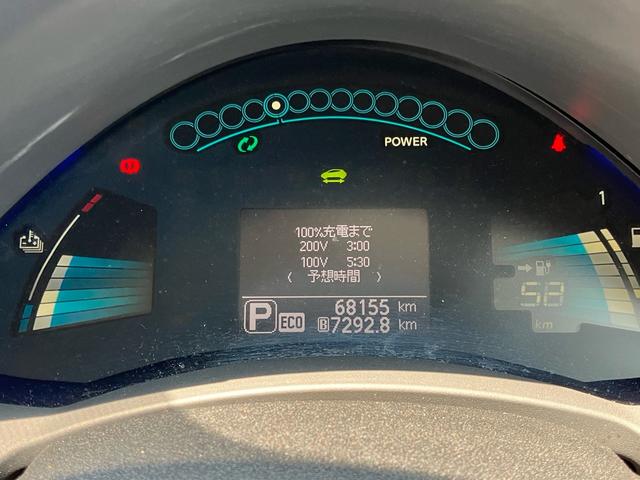 POWER
1
100%充電まで
200V 3:00
100V 5:30
〈 予想時間 〉
58
km
P ECO
68155 km
B 7292.8 km